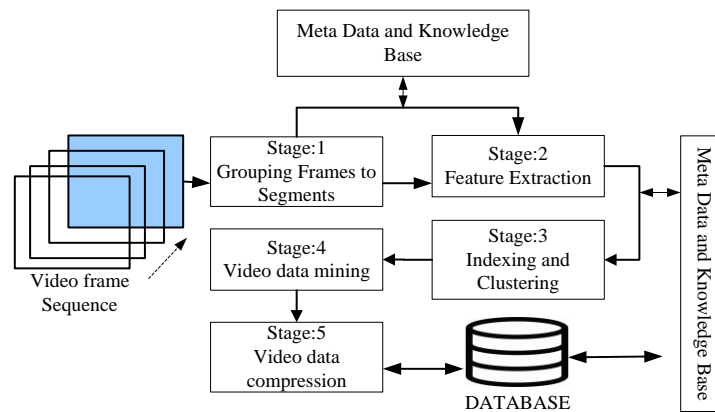 Meta Data and Knowledge
Base
Stage:1
Grouping Frames to
Segments
Stage:2
Feature Extraction
Video frame
Sequence
Stage:4
Video data mining
Stage:3
Indexing and
Clustering
Stage:5
Video data
compression
DATABASE
Meta Data and Knowledge Base